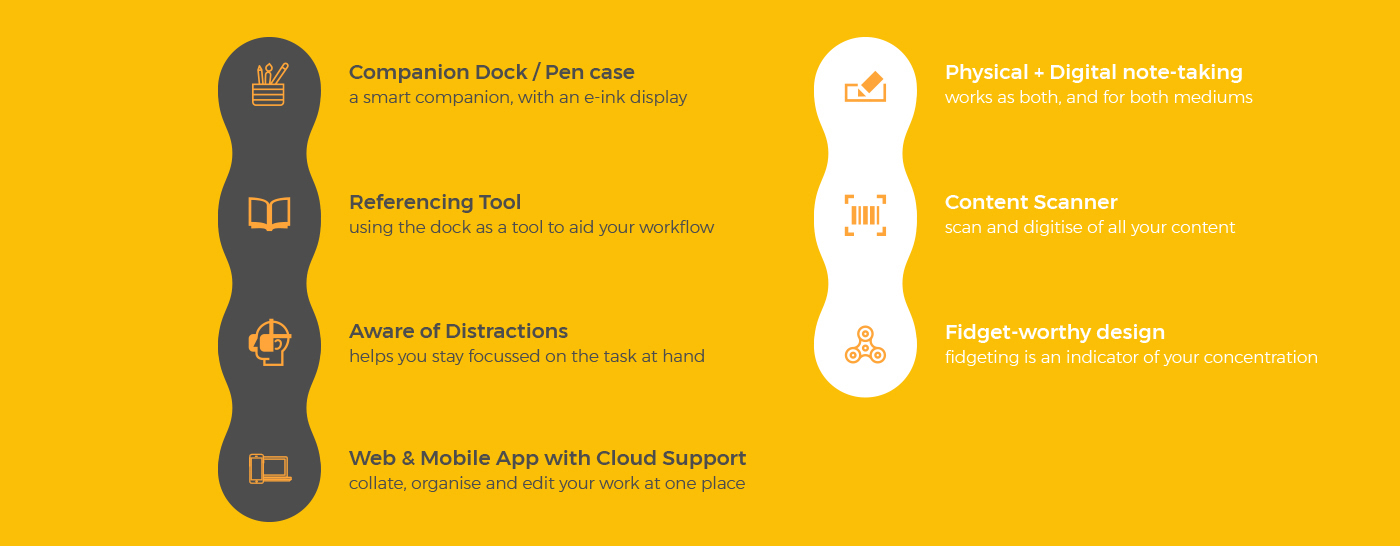 Companion Dock / Pen case
a smart companion, with an e-ink display
Referencing Tool
using the dock as a tool to aid your workflow
Aware of Distractions
helps you stay focussed on the task at hand
Web & Mobile App with Cloud Support
collate, organise and edit your work at one place
Physical + Digital note-taking
works as both, and for both mediums
Content Scanner
scan and digitise of all your content
Fidget-worthy design
fidgeting is an indicator of your concentration